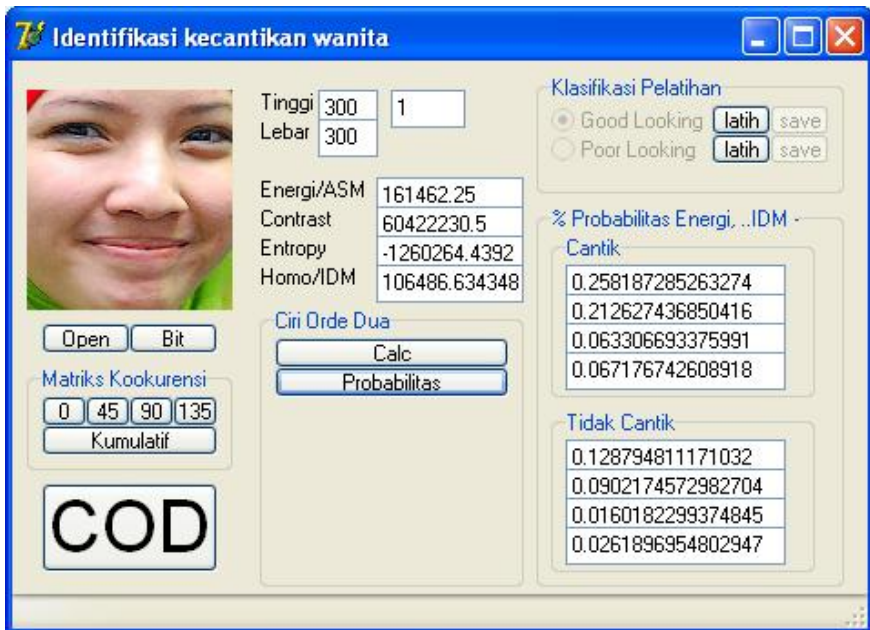 Identifikasi kecantikan wanita
Tinggi 300 1
Lebar 300
Energi/ASM 161462.25
Contrast 60422230.5
Entropy -1260264.4392
Homo/IDM 106486.634348
Open Bit
Matriks Kookurensi
0 45 90 135
Kumulatif
COD
Ciri Orde Dua
Calc
Probabilitas
Klasifikasi Pelatihan
Good Looking latih save
Poor Looking latih save
% Probabilitas Energi, ..IDM -
Cantik
0.258187285263274
0.212627436850416
0.063306693375991
0.067176742608918
Tidak Cantik
0.128794811171032
0.0902174572982704
0.0160182299374845
0.0261896954802947